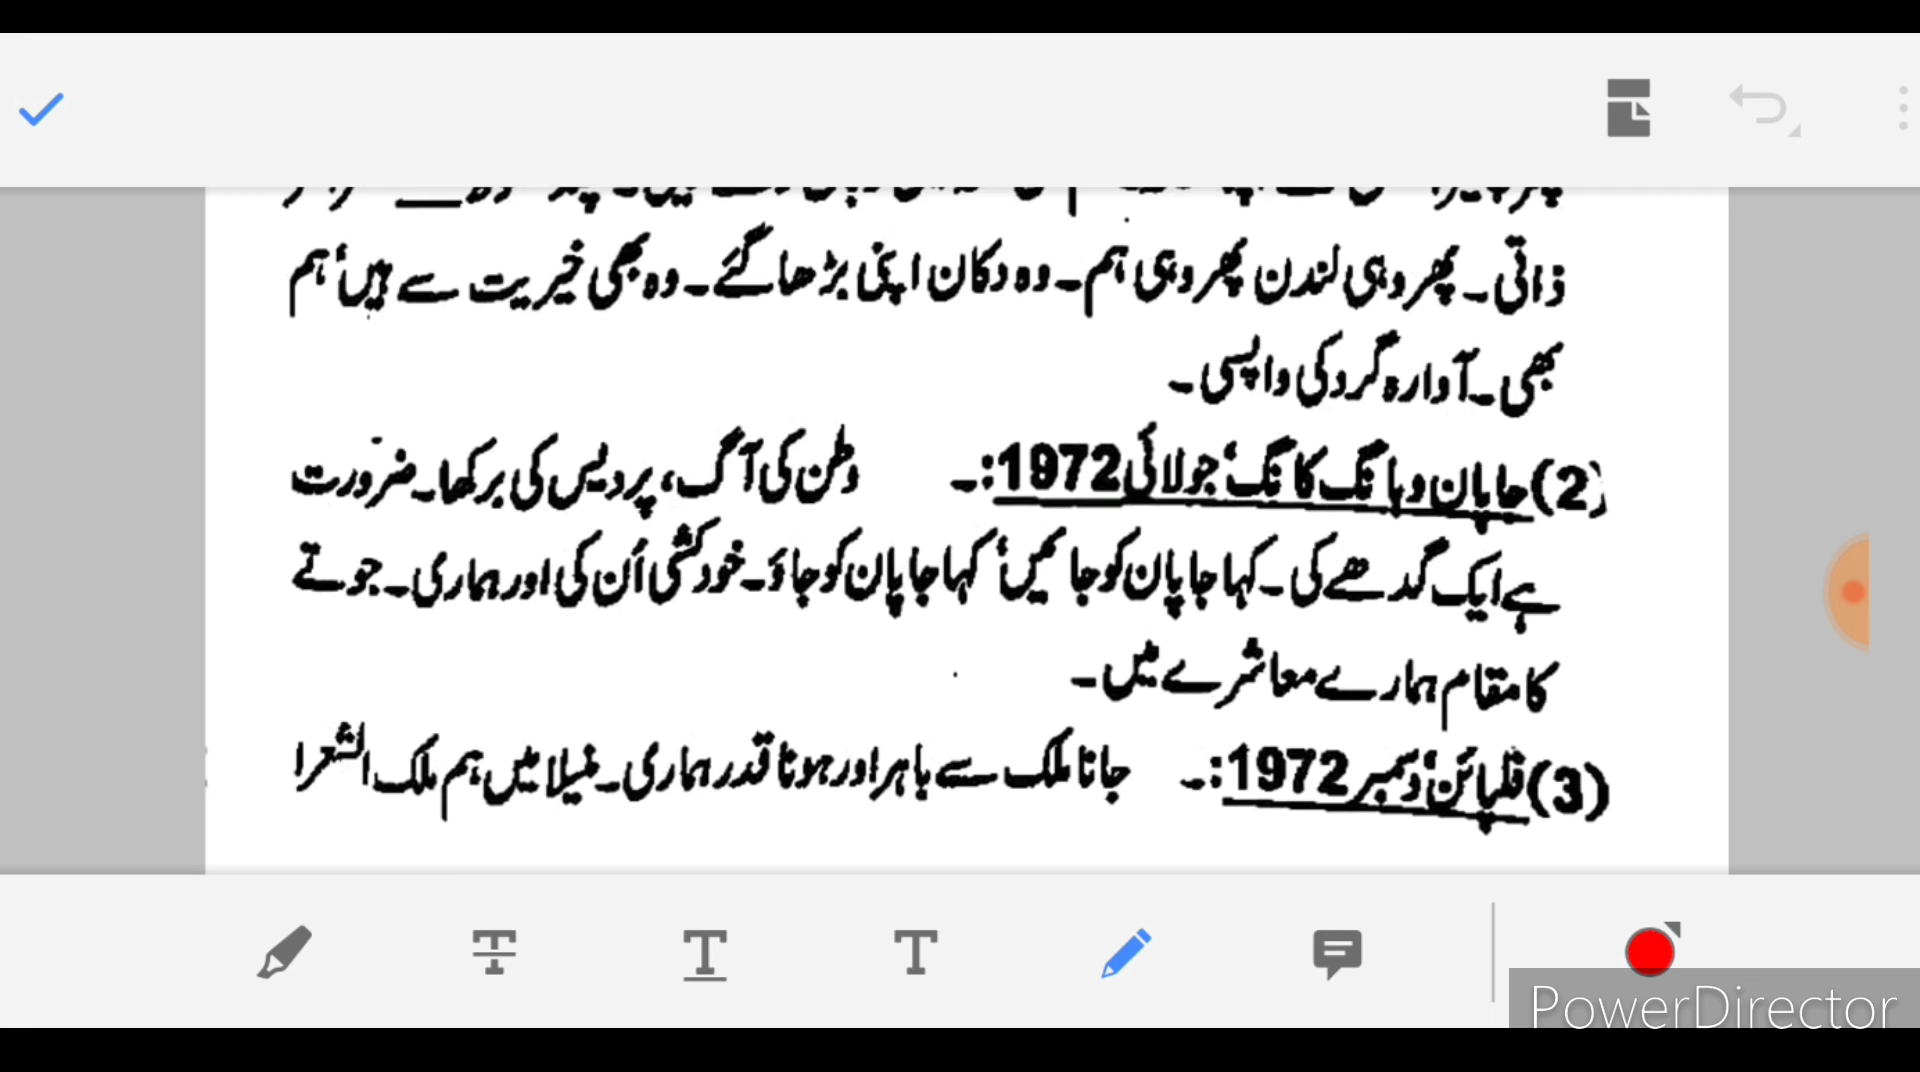 ذاتی۔ پھر وہی لندن پھر وہی ہم۔ وہ دکان اپنی بڑھا گئے۔ وہ بھی خیریت سے ہیں' ہم
بھی۔ آوارہ گرد کی واپسی۔
(2) جاپان و ہانگ کانگ' جولائی 1972:۔ وطن کی آگ، پردیس کی برکھا۔ ضرورت
ہے ایک گدھے کی۔ کہا جاپان کو جائیں' کہا جاپان کو جاؤ۔ خودکشی اُن کی اور ہماری۔ جوتے
کا مقام ہمارے معاشرے میں۔
(3) فلپائن' دسمبر 1972:۔ جانا ملک سے باہر اور ہونا قدر ہماری۔ منیلا میں ہم ملک الشعرا
T T T
PowerDirector